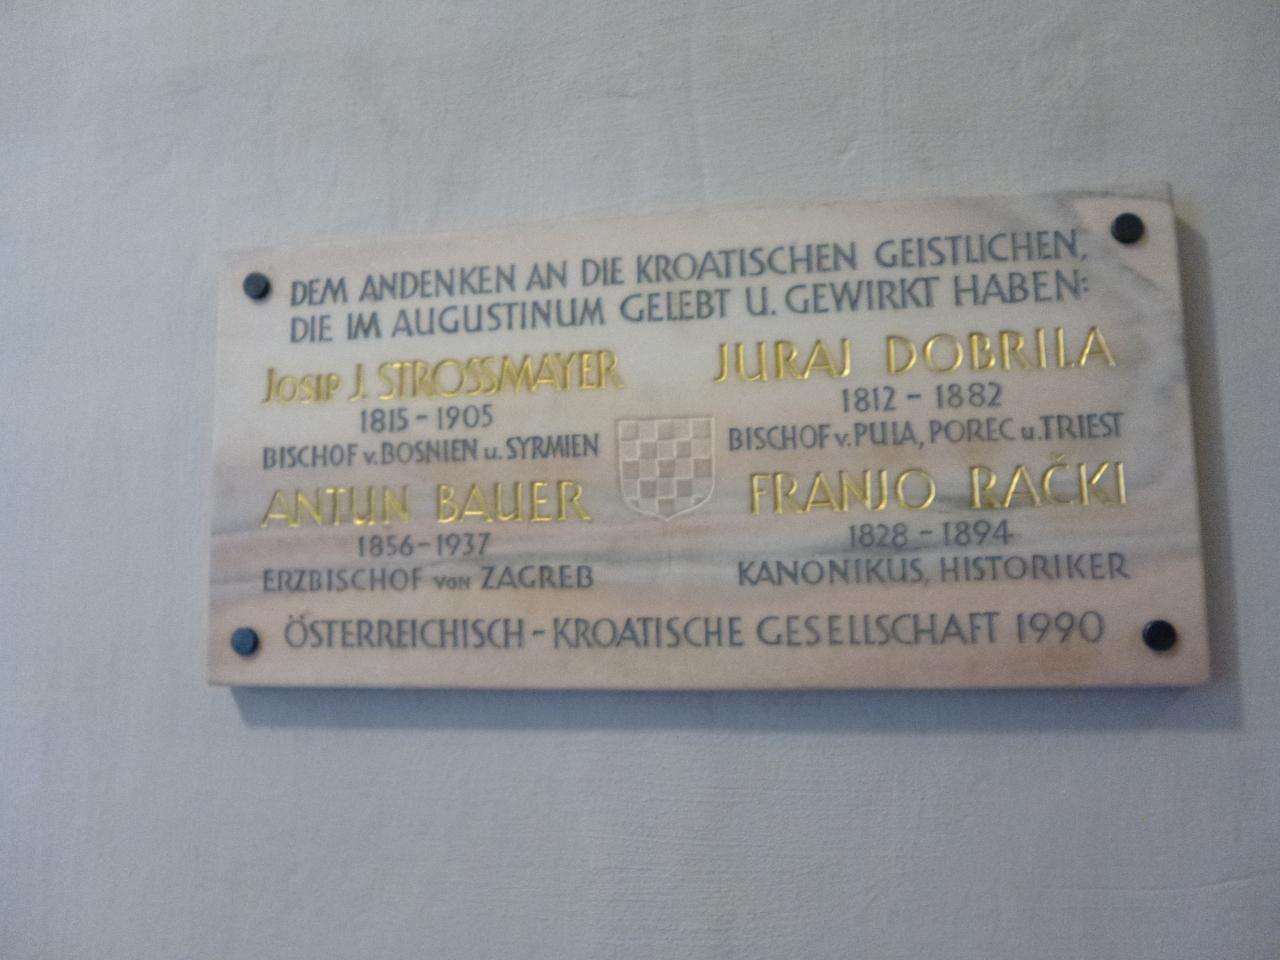 DEM ANDENKEN AN DIE KROATISCHEN GEISTLICHEN,
DIE IM AUGUSTINUM GELEBT U. GEWIRKT HABEN:
JOSIP J. STROSSMAYER
1815 - 1905
BISCHOF v. BOSNIEN u. SYRMIEN
ANTUN BAUER
1856 - 1937
ERZBISCHOF VON ZAGREB
JURAJ DOBRILA
1812 - 1882
BISCHOF v. PULA, POREC u. TRIEST
FRANJO RAČKI
1828 - 1894
KANONIKUS, HISTORIKER
ÖSTERREICHISCH - KROATISCHE GESELLSCHAFT 1990